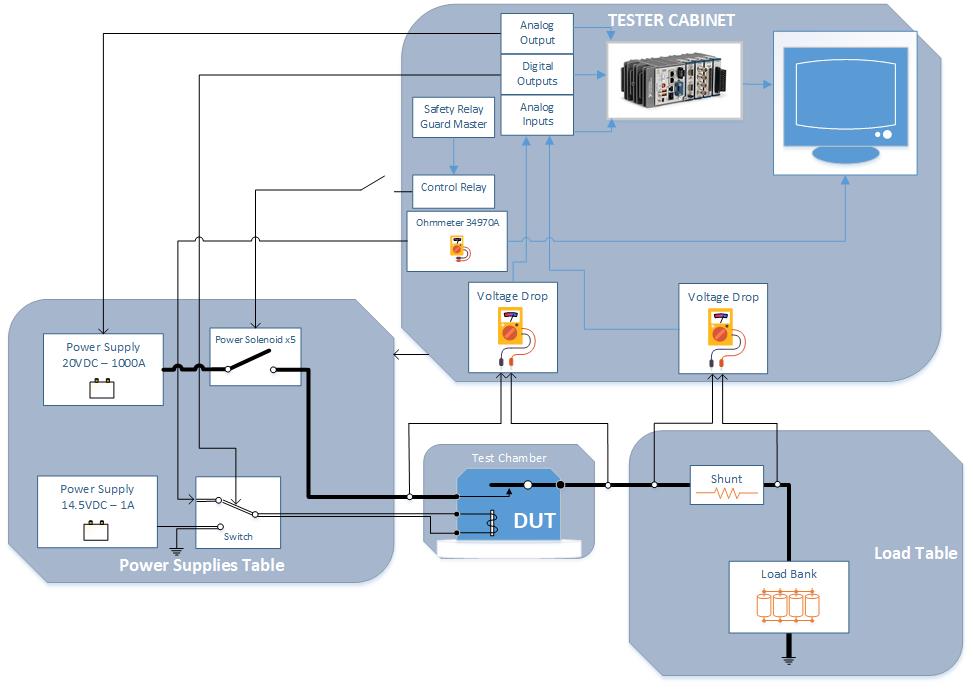 TESTER CABINET
Analog
Output
Digital
Outputs
Analog
Inputs
Safety Relay
Guard Master
Control Relay
Ohmmeter 34970A
Voltage Drop
Voltage Drop
Power Supply
20VDC – 1000A
Power Solenoid x5
Power Supply
14.5VDC – 1A
Switch
Power Supplies Table
Test Chamber
DUT
Shunt
Load Table
Load Bank